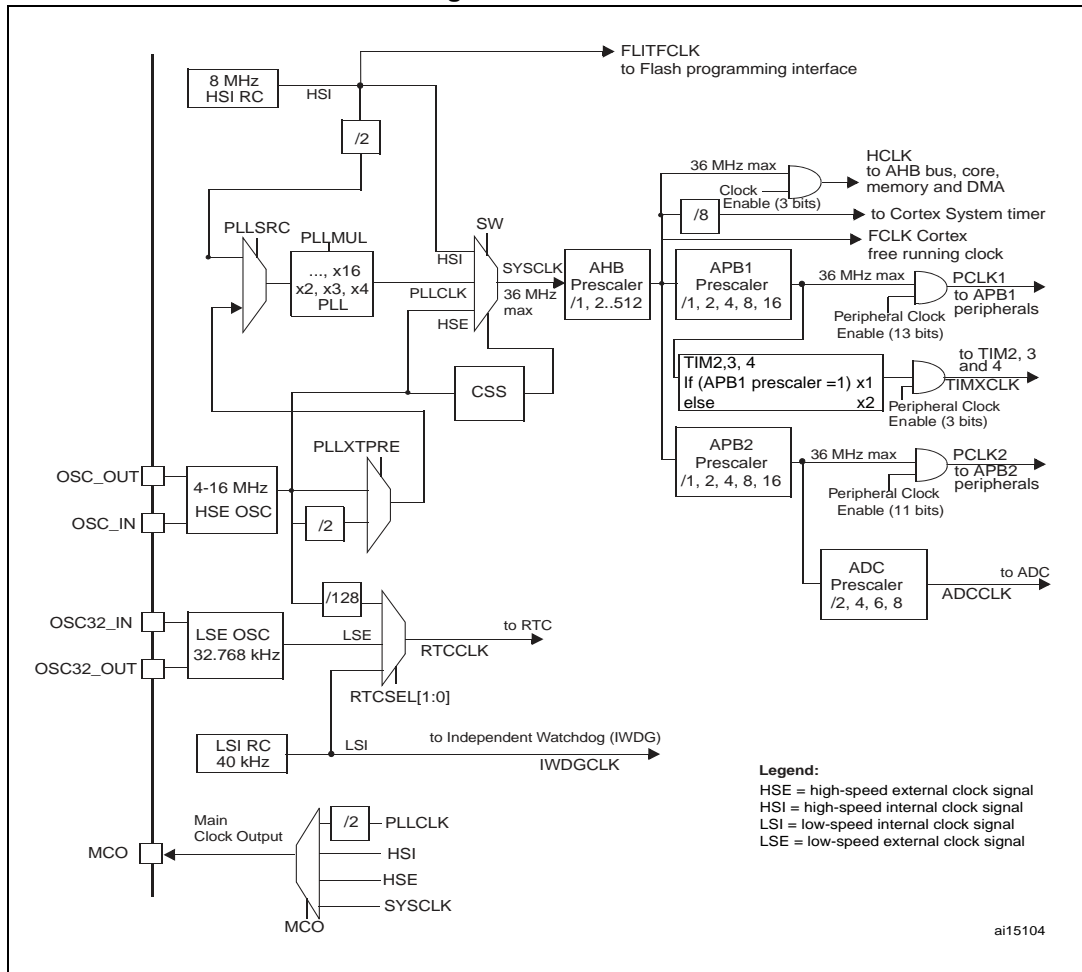 FLITFCLK
to Flash programming interface
8 MHz
HSI RC
HSI
/2
36 MHz max
HCLK
to AHB bus, core,
memory and DMA
Clock
Enable (3 bits)
/8
to Cortex System timer
FCLK Cortex
free running clock
PLLSRC
PLLMUL
..., x16
x2, x3, x4
PLL
SW
HSI
PLLCLK
HSE
SYSCLK
36 MHz
max
AHB
Prescaler
/1, 2..512
APB1
Prescaler
/1, 2, 4, 8, 16
36 MHz max
PCLK1
to APB1
peripherals
Peripheral Clock
Enable (13 bits)
TIM2,3, 4
If (APB1 prescaler =1) x1
else x2
to TIM2, 3
and 4
TIMXCLK
Peripheral Clock
Enable (3 bits)
CSS
PLLXTPRE
OSC_OUT
OSC_IN
4-16 MHz
HSE OSC
/2
APB2
Prescaler
/1, 2, 4, 8, 16
36 MHz max
PCLK2
to APB2
peripherals
Peripheral Clock
Enable (11 bits)
ADC
Prescaler
/2, 4, 6, 8
to ADC
ADCCLK
/128
OSC32_IN
OSC32_OUT
LSE OSC
32.768 kHz
LSE
to RTC
RTCCLK
RTCSEL[1:0]
LSI RC
40 kHz
LSI
to Independent Watchdog (IWDG)
IWDGCLK
Legend:
HSE = high-speed external clock signal
HSI = high-speed internal clock signal
LSI = low-speed internal clock signal
LSE = low-speed external clock signal
Main
Clock Output
MCO
/2
PLLCLK
HSI
HSE
SYSCLK
MCO
ai15104